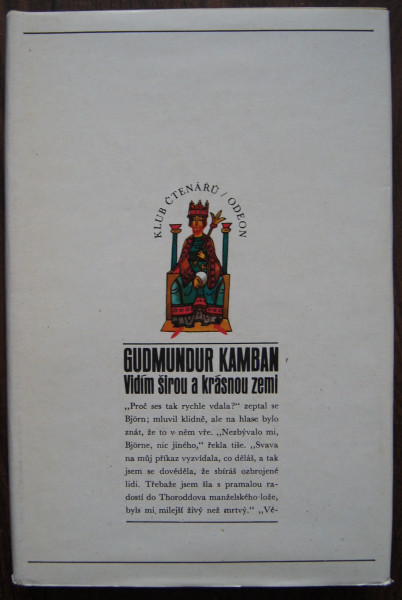 KLUB ČTENÁŘŮ / ODEON
GUDMUNDUR KAMBAN
Vidím širou a krásnou zemi
„Proč ses tak rychle vdala?“ zeptal se
Björn; mluvil klidně, ale na hlase bylo
znát, že to v něm vře. „Nezbývalo mi,
Björne, nic jiného,“ řekla tiše. „Svava
na můj příkaz vyzvídala, co děláš, a tak
jsem se dověděla, že sbíráš ozbrojené
lidi. Třebaže jsem šla s pramalou ra-
dostí do Thoroddova manželského lože,
byls mi milejší živý než mrtvý.“ „Vě-